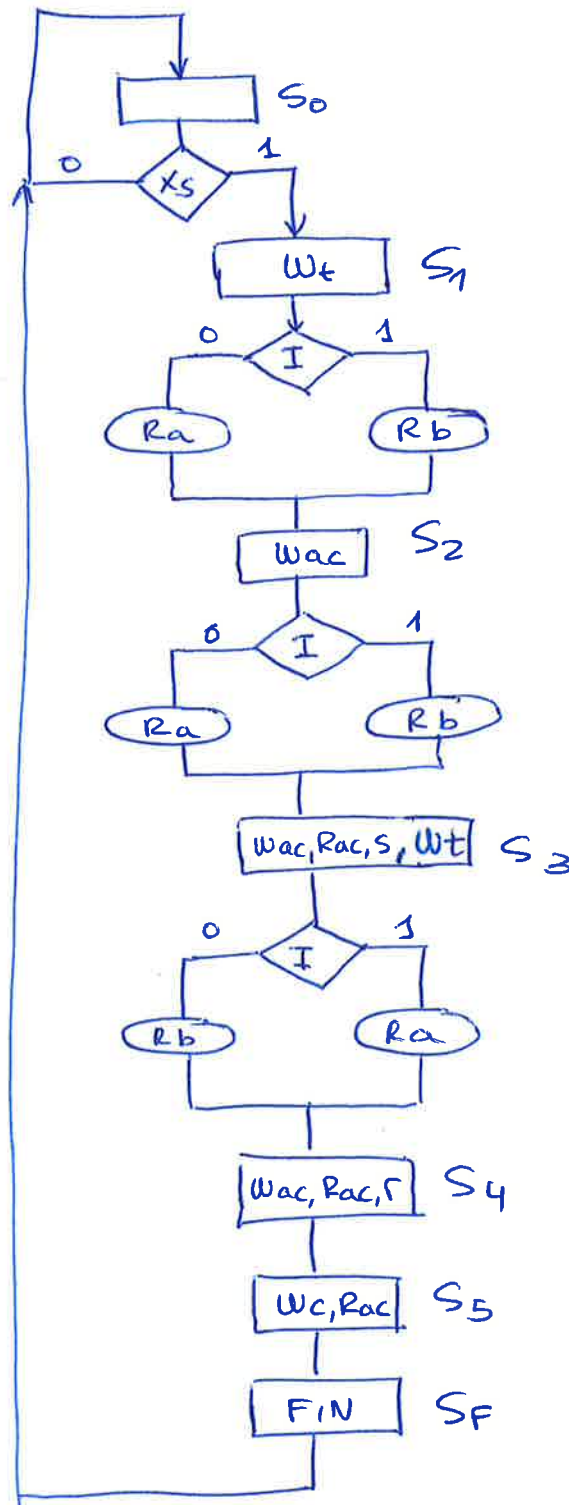 S0
0 XS 1
Wt S1
0 I 1
Ra Rb
Wac S2
0 I 1
Ra Rb
Wac, Rac, s, Wt S3
0 I 1
Rb Ra
Wac, Rac, r S4
Wc, Rac S5
FIN SF